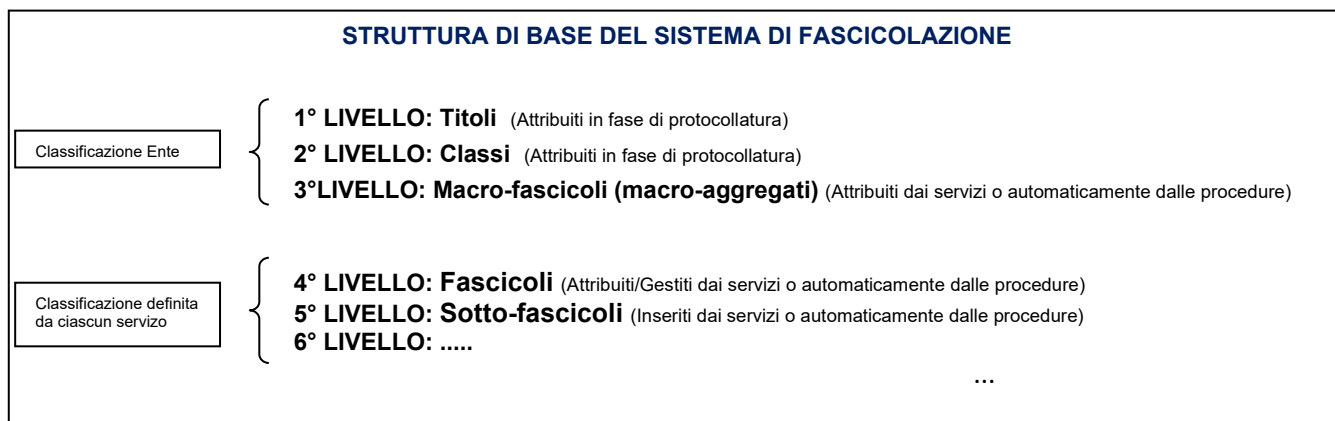 STRUTTURA DI BASE DEL SISTEMA DI FASCICOLAZIONE
Classificazione Ente
1° LIVELLO: Titoli (Attribuiti in fase di protocollatura)
2° LIVELLO: Classi (Attribuiti in fase di protocollatura)
3°LIVELLO: Macro-fascicoli (macro-aggregati) (Attribuiti dai servizi o automaticamente dalle procedure)
Classificazione definita
da ciascun servizo
4° LIVELLO: Fascicoli (Attribuiti/Gestiti dai servizi o automaticamente dalle procedure)
5° LIVELLO: Sotto-fascicoli (Inseriti dai servizi o automaticamente dalle procedure)
6° LIVELLO: .....
...